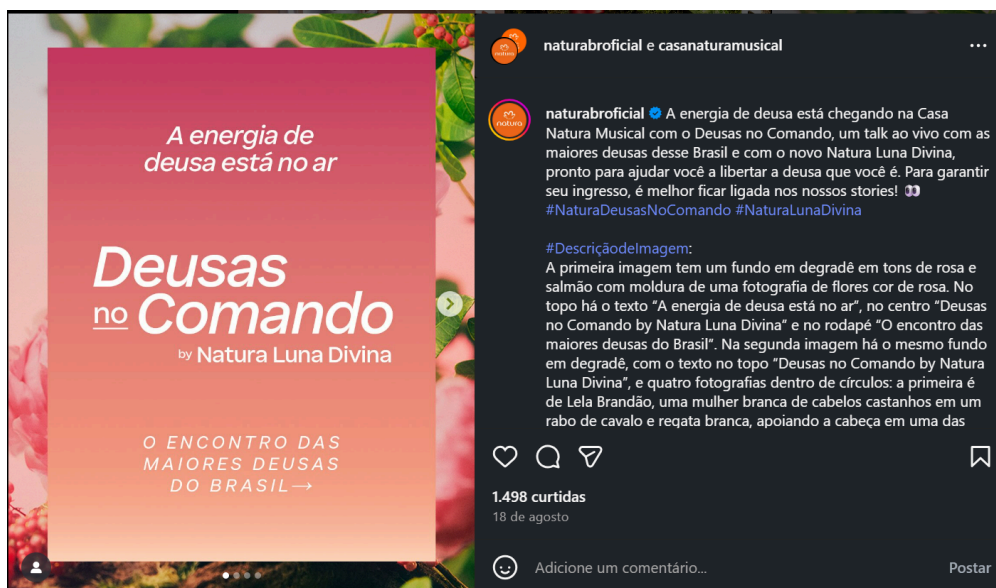 A energia de
deusa está no ar
Deusas
no Comando
by Natura Luna Divina
O ENCONTRO DAS
MAIORES DEUSAS
DO BRASIL→
natura
naturabroficial e casanaturamusical
natura
naturabroficial A energia de deusa está chegando na Casa
Natura Musical com o Deusas no Comando, um talk ao vivo com as
maiores deusas desse Brasil e com o novo Natura Luna Divina,
pronto para ajudar você a libertar a deusa que você é. Para garantir
seu ingresso, é melhor ficar ligada nos nossos stories! 👀
#NaturaDeusasNoComando #NaturaLunaDivina
#DescriçãodeImagem:
A primeira imagem tem um fundo em degradê em tons de rosa e
salmão com moldura de uma fotografia de flores cor de rosa. No
topo há o texto “A energia de deusa está no ar”, no centro “Deusas
no Comando by Natura Luna Divina” e no rodapé “O encontro das
maiores deusas do Brasil”. Na segunda imagem há o mesmo fundo
em degradê, com o texto no topo “Deusas no Comando by Natura
Luna Divina”, e quatro fotografias dentro de círculos: a primeira é
de Lela Brandão, uma mulher branca de cabelos castanhos em um
rabo de cavalo e regata branca, apoiando a cabeça em uma das
1.498 curtidas
18 de agosto
Adicione um comentário...
Postar